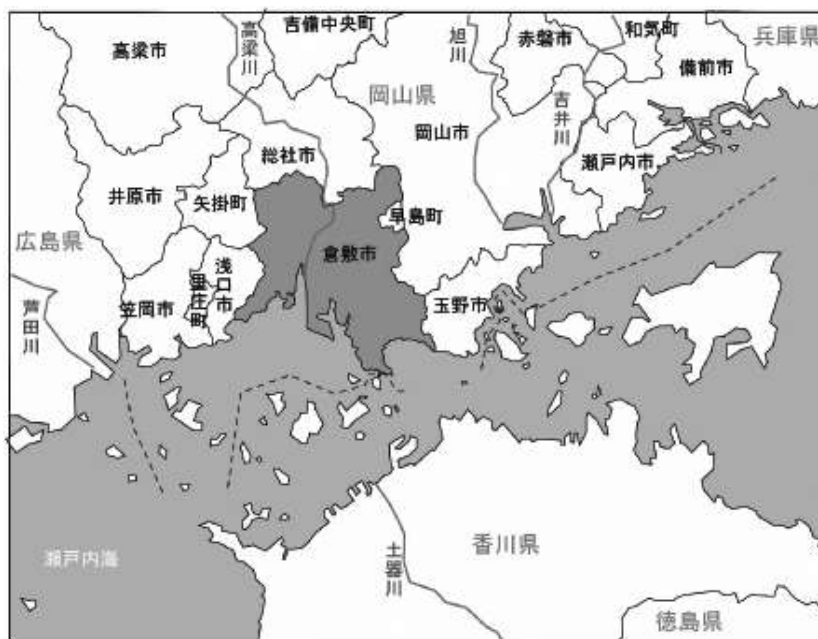 吉備中央町
高梁川
旭川
赤磐市
和気町
兵庫県
高梁市
備前市
岡山県
吉井川
岡山市
総社市
瀬戸内市
井原市
矢掛町
早島町
広島県
倉敷市
浅口市
里庄町
笠岡市
玉野市
芦田川
瀬戸内海
土器川
香川県
徳島県